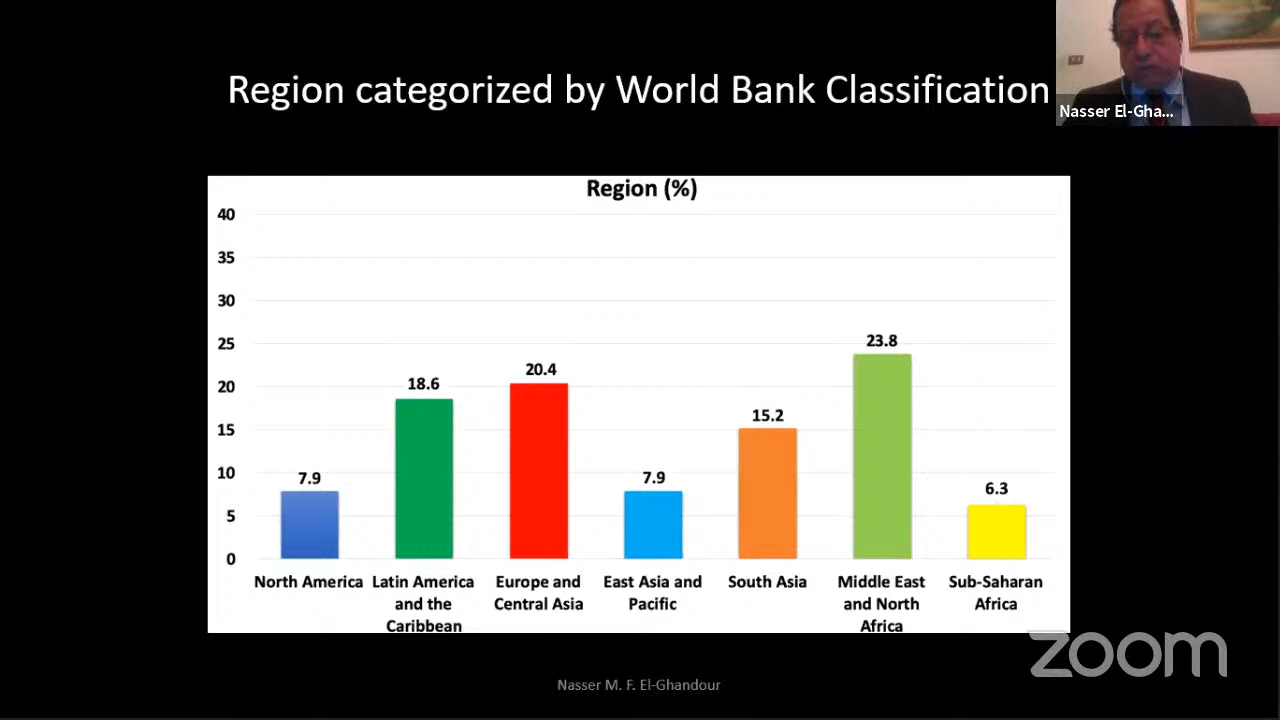 Region categorized by World Bank Classification
Nasser El-Gha...
Region (%)
40
35
30
25
20
15
10
5
0
7.9
18.6
20.4
7.9
15.2
23.8
6.3
North America
Latin America
and the
Caribbean
Europe and
Central Asia
East Asia and
Pacific
South Asia
Middle East
and North
Africa
Sub-Saharan
Africa
zoom
Nasser M. F. El-Ghandour